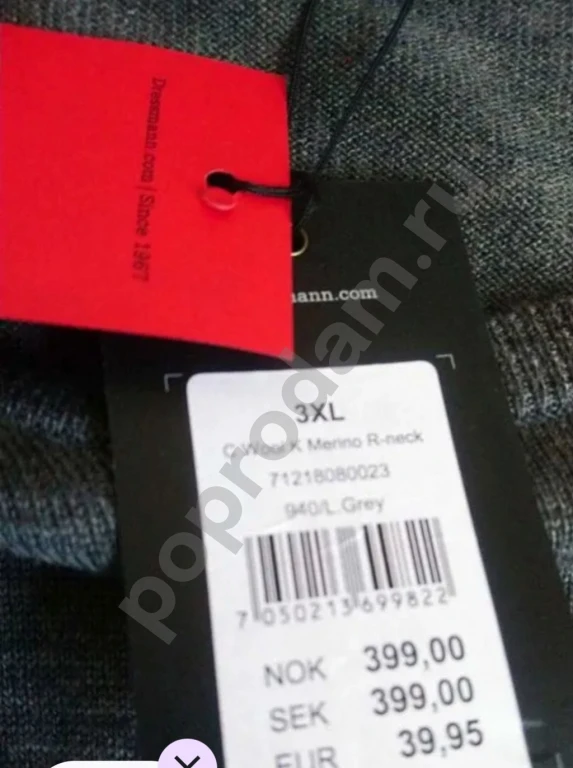 Dressmann.com | Since 1967
mann.com
3XL
C Wool K Merino R-neck
71218080023
940/L.Grey
7 050213 699822
NOK 399,00
SEK 399,00
EUR 39,95
poprodam.ru